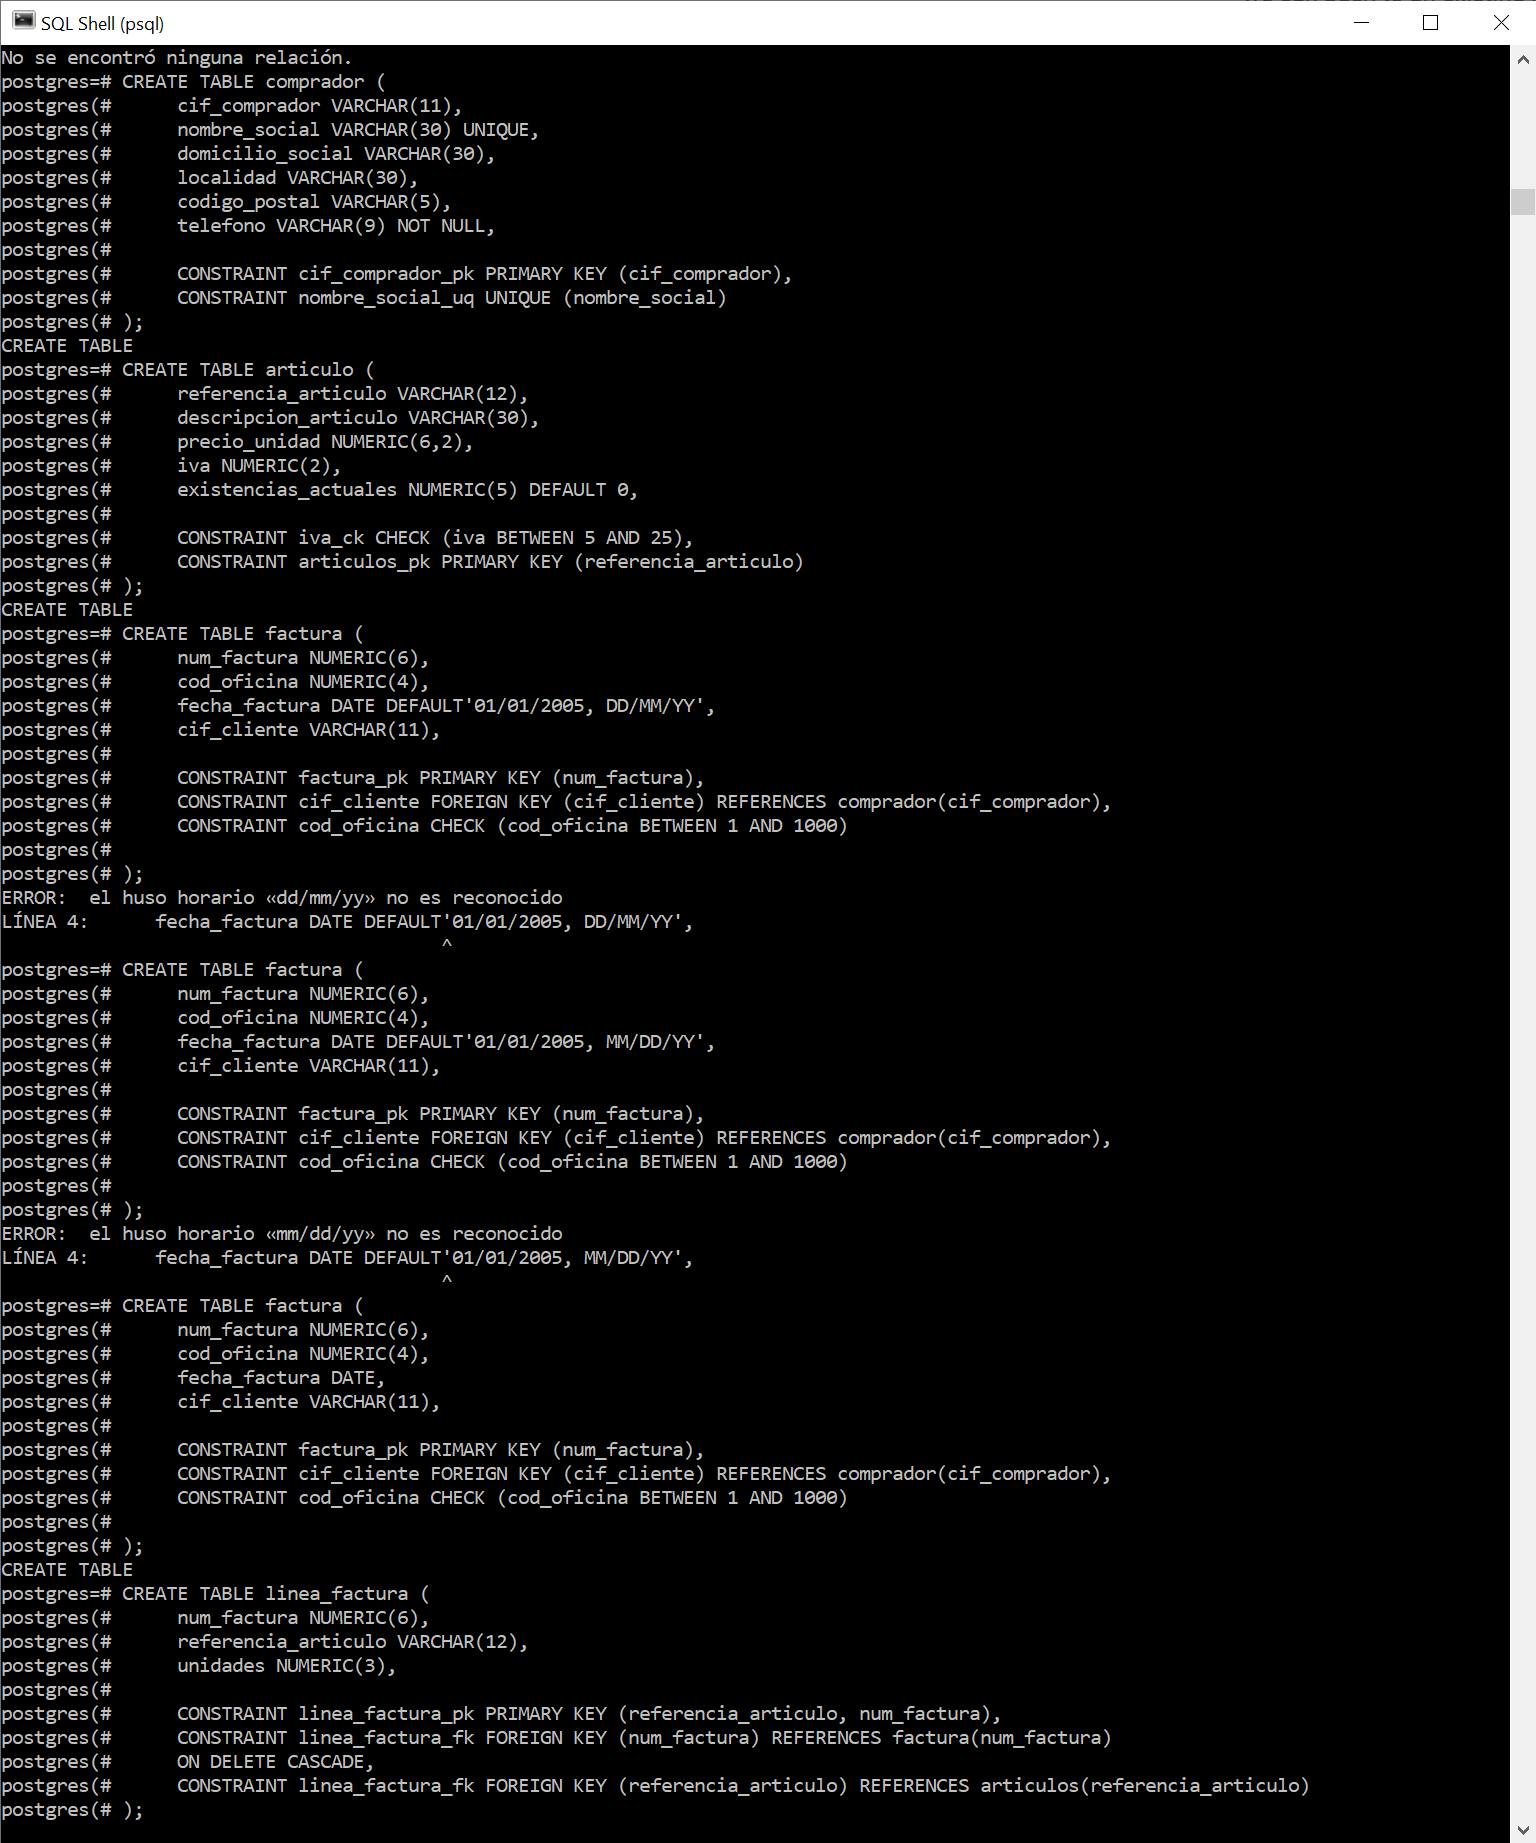 SQL Shell (psql)
No se encontró ninguna relación.
postgres=# CREATE TABLE comprador (
postgres(#      cif_comprador VARCHAR(11),
postgres(#      nombre_social VARCHAR(30) UNIQUE,
postgres(#      domicilio_social VARCHAR(30),
postgres(#      localidad VARCHAR(30),
postgres(#      codigo_postal VARCHAR(5),
postgres(#      telefono VARCHAR(9) NOT NULL,
postgres(#
postgres(#      CONSTRAINT cif_comprador_pk PRIMARY KEY (cif_comprador),
postgres(#      CONSTRAINT nombre_social_uq UNIQUE (nombre_social)
postgres(# );
CREATE TABLE
postgres=# CREATE TABLE articulo (
postgres(#      referencia_articulo VARCHAR(12),
postgres(#      descripcion_articulo VARCHAR(30),
postgres(#      precio_unidad NUMERIC(6,2),
postgres(#      iva NUMERIC(2),
postgres(#      existencias_actuales NUMERIC(5) DEFAULT 0,
postgres(#
postgres(#      CONSTRAINT iva_ck CHECK (iva BETWEEN 5 AND 25),
postgres(#      CONSTRAINT articulos_pk PRIMARY KEY (referencia_articulo)
postgres(# );
CREATE TABLE
postgres=# CREATE TABLE factura (
postgres(#      num_factura NUMERIC(6),
postgres(#      cod_oficina NUMERIC(4),
postgres(#      fecha_factura DATE DEFAULT'01/01/2005, DD/MM/YY',
postgres(#      cif_cliente VARCHAR(11),
postgres(#
postgres(#      CONSTRAINT factura_pk PRIMARY KEY (num_factura),
postgres(#      CONSTRAINT cif_cliente FOREIGN KEY (cif_cliente) REFERENCES comprador(cif_comprador),
postgres(#      CONSTRAINT cod_oficina CHECK (cod_oficina BETWEEN 1 AND 1000)
postgres(#
postgres(# );
ERROR:  el huso horario «dd/mm/yy» no es reconocido
LÍNEA 4:      fecha_factura DATE DEFAULT'01/01/2005, DD/MM/YY',
                                        ^
postgres=# CREATE TABLE factura (
postgres(#      num_factura NUMERIC(6),
postgres(#      cod_oficina NUMERIC(4),
postgres(#      fecha_factura DATE DEFAULT'01/01/2005, MM/DD/YY',
postgres(#      cif_cliente VARCHAR(11),
postgres(#
postgres(#      CONSTRAINT factura_pk PRIMARY KEY (num_factura),
postgres(#      CONSTRAINT cif_cliente FOREIGN KEY (cif_cliente) REFERENCES comprador(cif_comprador),
postgres(#      CONSTRAINT cod_oficina CHECK (cod_oficina BETWEEN 1 AND 1000)
postgres(#
postgres(# );
ERROR:  el huso horario «mm/dd/yy» no es reconocido
LÍNEA 4:      fecha_factura DATE DEFAULT'01/01/2005, MM/DD/YY',
                                        ^
postgres=# CREATE TABLE factura (
postgres(#      num_factura NUMERIC(6),
postgres(#      cod_oficina NUMERIC(4),
postgres(#      fecha_factura DATE,
postgres(#      cif_cliente VARCHAR(11),
postgres(#
postgres(#      CONSTRAINT factura_pk PRIMARY KEY (num_factura),
postgres(#      CONSTRAINT cif_cliente FOREIGN KEY (cif_cliente) REFERENCES comprador(cif_comprador),
postgres(#      CONSTRAINT cod_oficina CHECK (cod_oficina BETWEEN 1 AND 1000)
postgres(#
postgres(# );
CREATE TABLE
postgres=# CREATE TABLE linea_factura (
postgres(#      num_factura NUMERIC(6),
postgres(#      referencia_articulo VARCHAR(12),
postgres(#      unidades NUMERIC(3),
postgres(#
postgres(#      CONSTRAINT linea_factura_pk PRIMARY KEY (referencia_articulo, num_factura),
postgres(#      CONSTRAINT linea_factura_fk FOREIGN KEY (num_factura) REFERENCES factura(num_factura)
postgres(#      ON DELETE CASCADE,
postgres(#      CONSTRAINT linea_factura_fk FOREIGN KEY (referencia_articulo) REFERENCES articulos(referencia_articulo)
postgres(# );